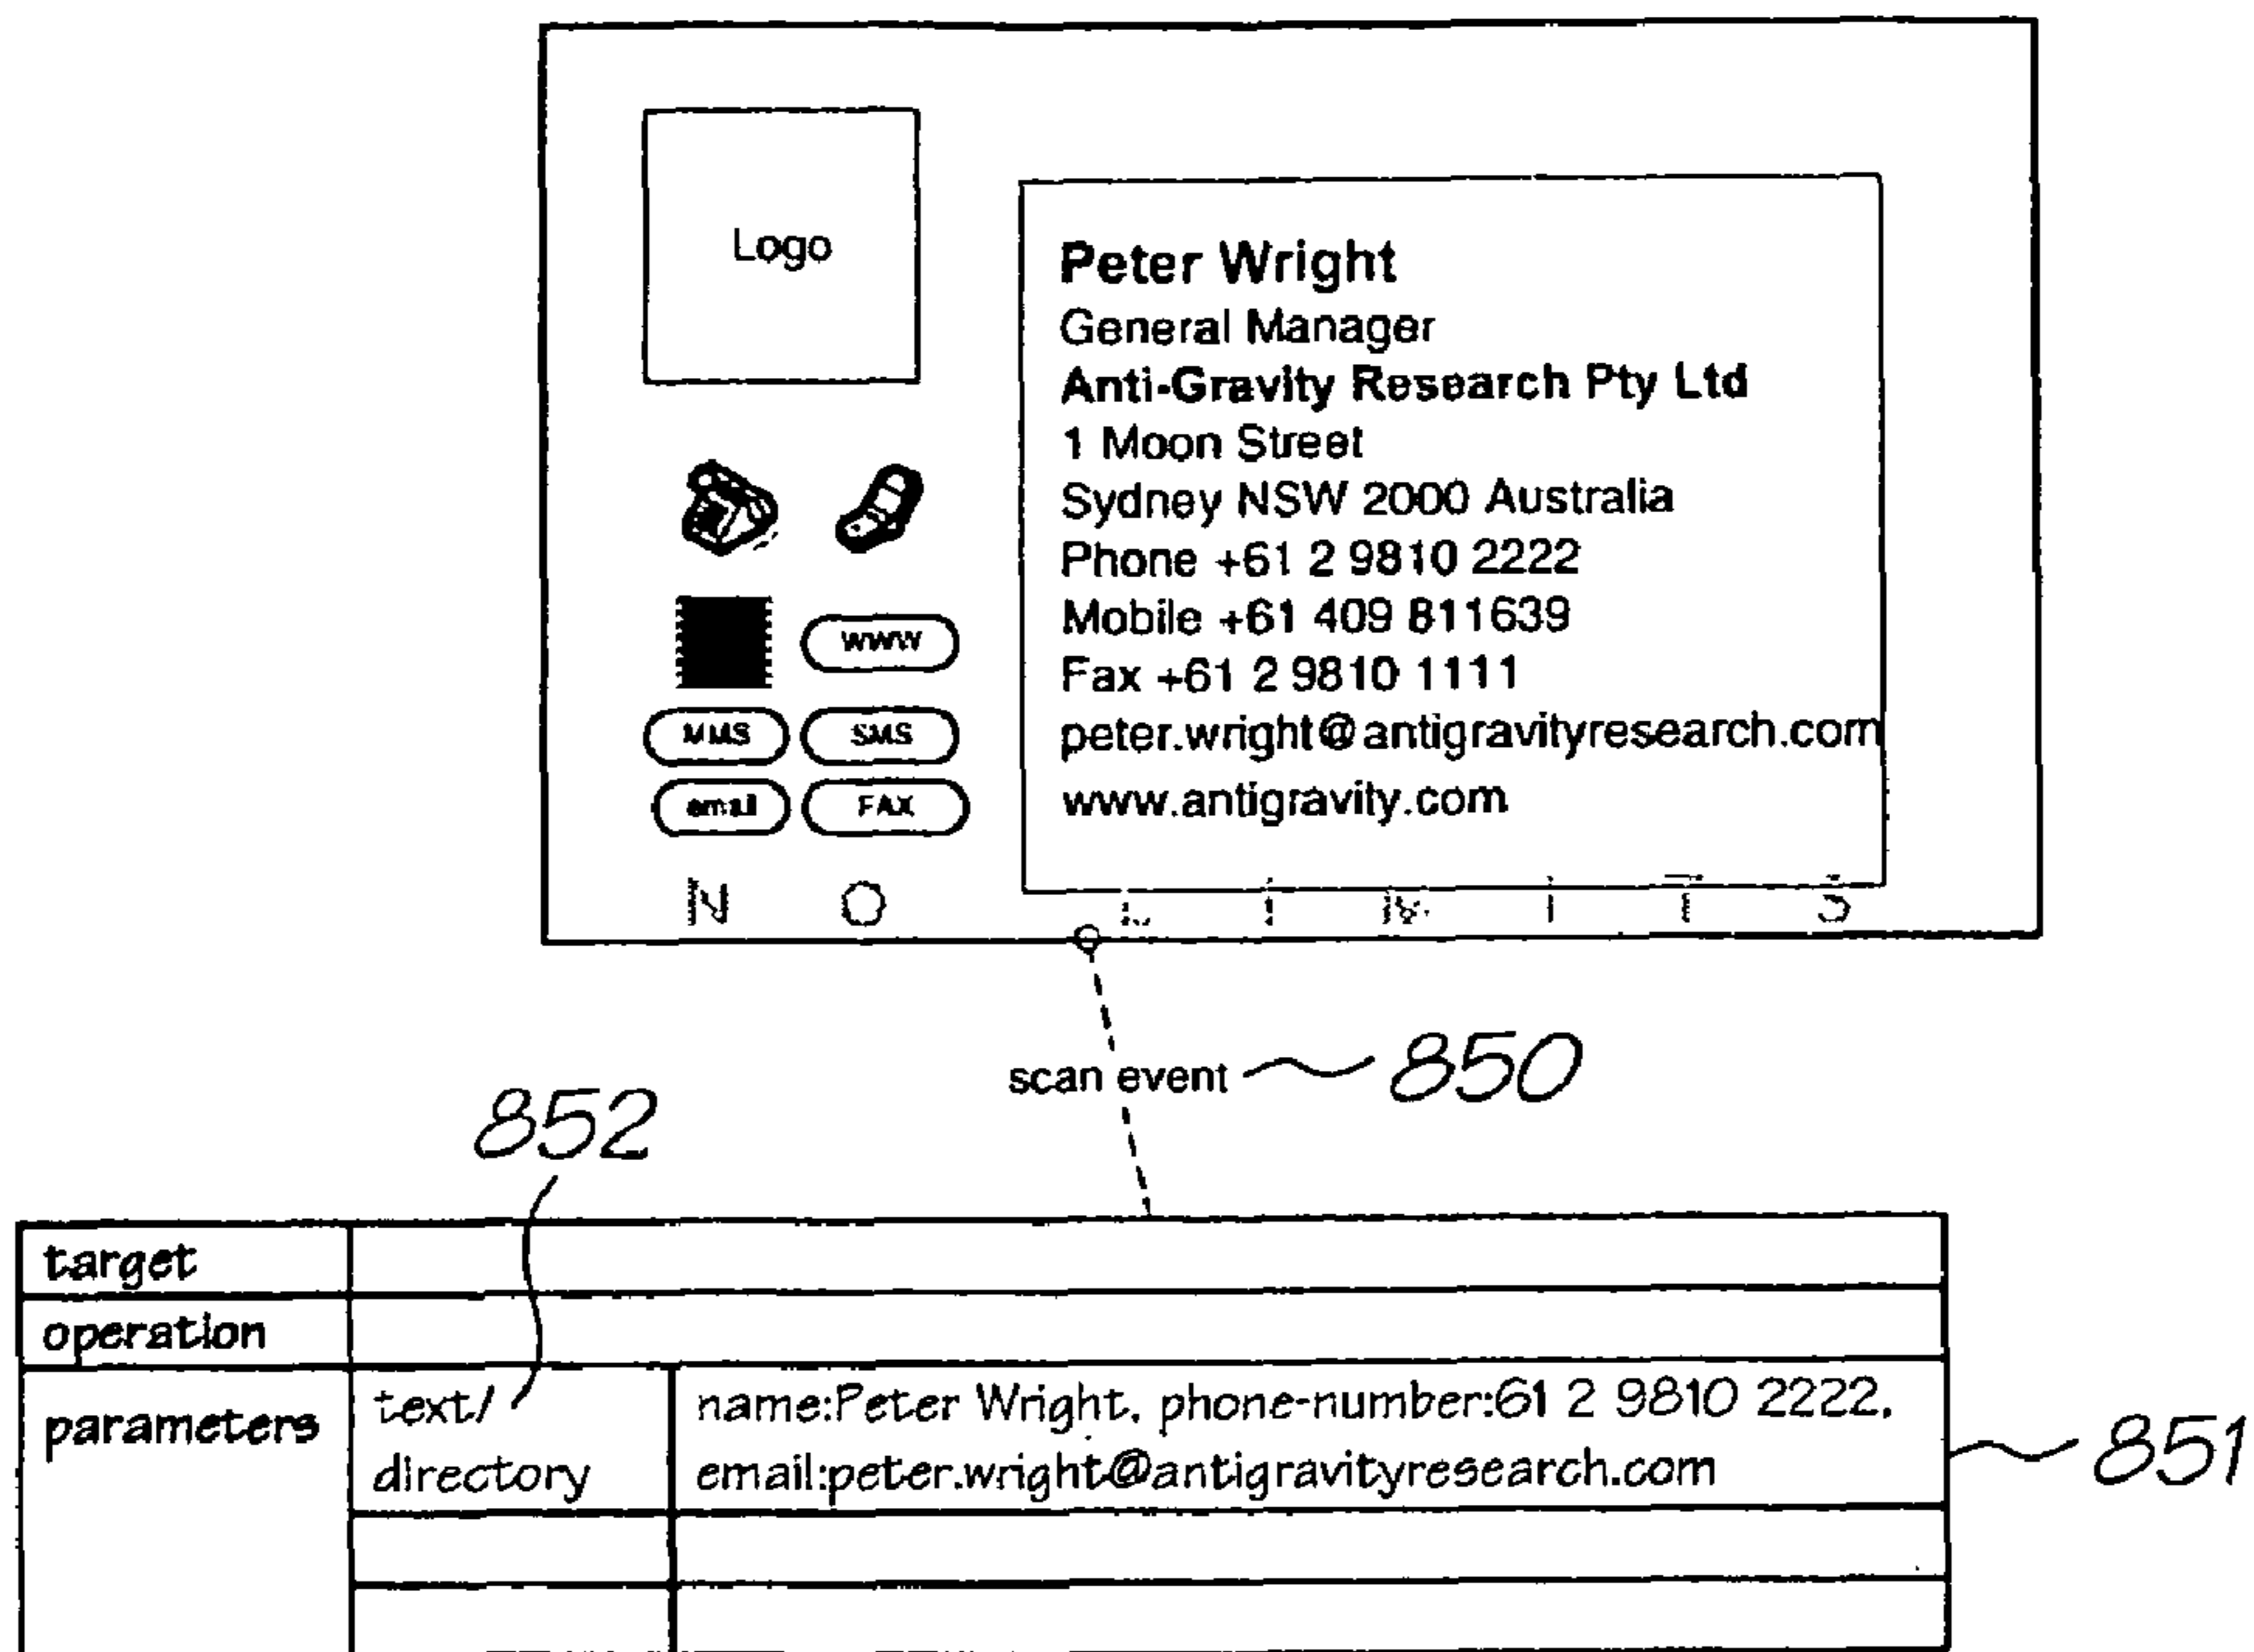 Logo
Peter Wright
General Manager
Anti-Gravity Research Pty Ltd
1 Moon Street
Sydney NSW 2000 Australia
Phone +61 2 9810 2222
Mobile +61 409 811639
Fax +61 2 9810 1111
peter.wright@antigravityresearch.com
www.antigravity.com
www
MMS SMS
email FAX
N O
scan event 850
852
target
operation
parameters
text/
directory
name:Peter Wright, phone-number:61 2 9810 2222,
email:peter.wright@antigravityresearch.com
851